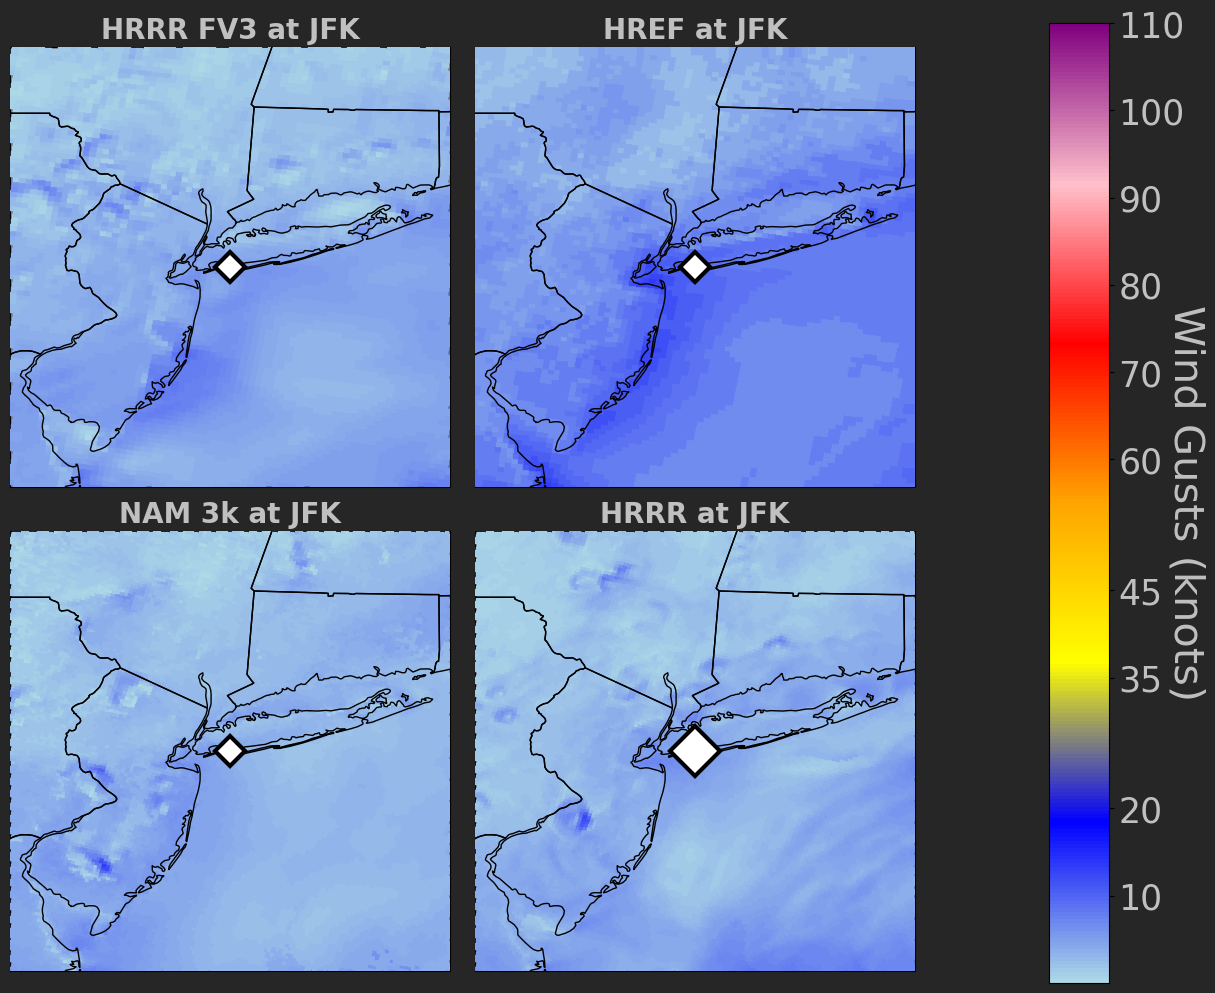 HRRR FV3 at JFK
HREF at JFK
NAM 3k at JFK
HRRR at JFK
110
100
90
80
70
60
45
35
20
10
Wind Gusts (knots)